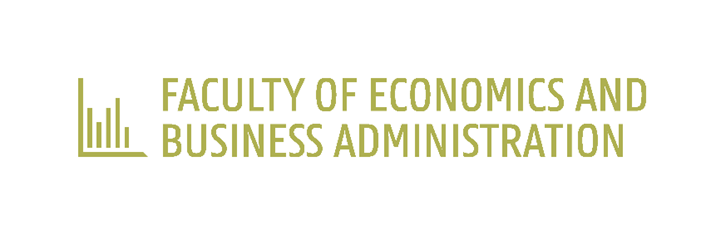 FACULTY OF ECONOMICS AND
BUSINESS ADMINISTRATION